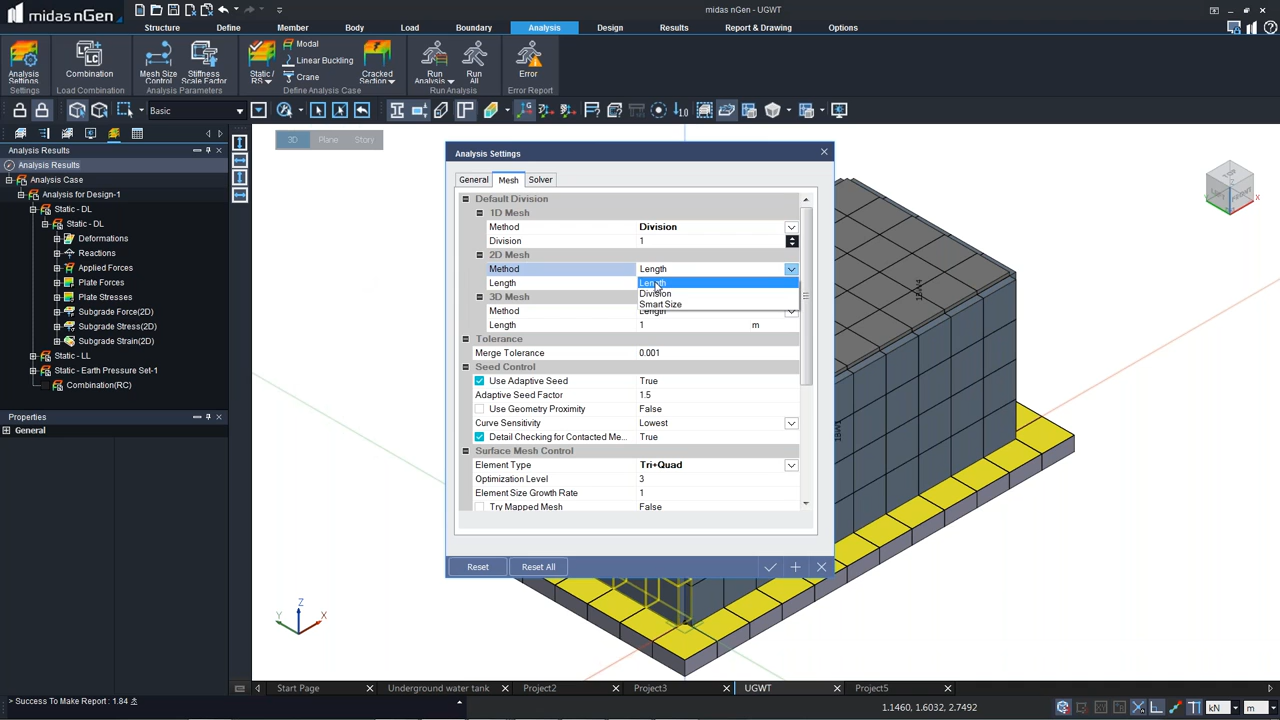 midas nGen
midas nGen - UGWT
Structure Define Member Body Load Boundary Analysis Design Results Report & Drawing Options
Analysis Settings
Combination
Mesh Size Control
Stiffness Scale Factor
Static / RS
Modal
Linear Buckling
Crane
Cracked Section
Run Analysis
Run All
Error
Settings Load Combination Analysis Parameters Define Analysis Case Run Analysis Error Report
Basic
3D Plane Story
Analysis Results
Analysis Results
Analysis Case
Analysis for Design-1
Static - DL
Static - DL
Deformations
Reactions
Applied Forces
Plate Forces
Plate Stresses
Subgrade Force(2D)
Subgrade Stress(2D)
Subgrade Strain(2D)
Static - LL
Static - Earth Pressure Set-1
Combination(RC)
Properties
General
Analysis Settings
General Mesh Solver
Default Division
1D Mesh
Method Division
Division 1
2D Mesh
Method Length
Length Length
Division
3D Mesh Smart Size
Method Length
Length 1 m
Tolerance
Merge Tolerance 0.001
Seed Control
Use Adaptive Seed True
Adaptive Seed Factor 1.5
Use Geometry Proximity False
Curve Sensitivity Lowest
Detail Checking for Contacted Me... True
Surface Mesh Control
Element Type Tri+Quad
Optimization Level 3
Element Size Growth Rate 1
Try Mapped Mesh False
Reset Reset All
Z
Y X
Start Page Underground water tank Project2 Project3 UGWT Project5
> Success To Make Report : 1.84 초
1.1460, 1.6032, 2.7492
kN m